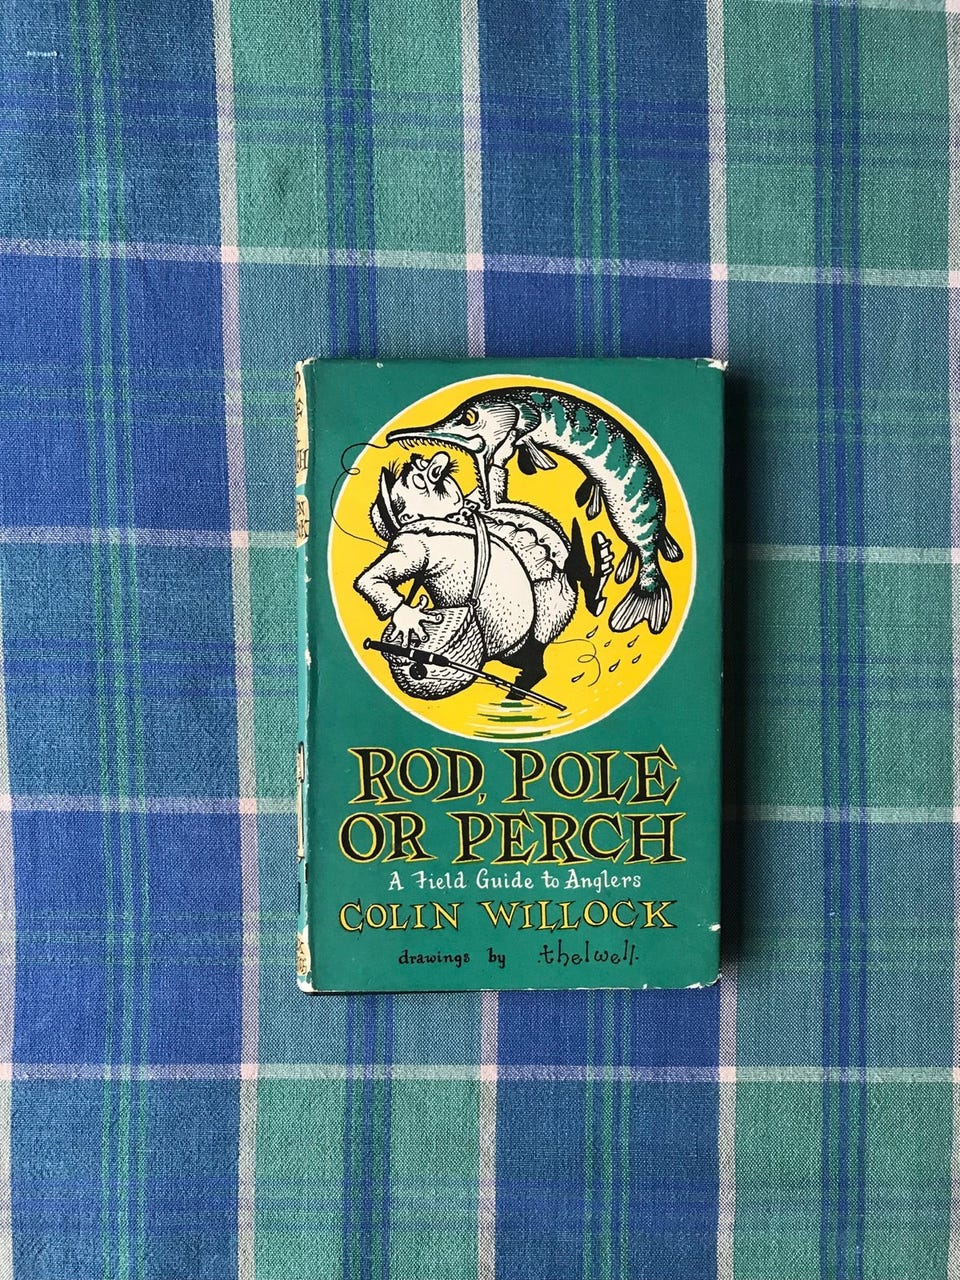 ROD, POLE
OR PERCH
A Field Guide to Anglers
COLIN WILLOCK
drawings by thelwell.